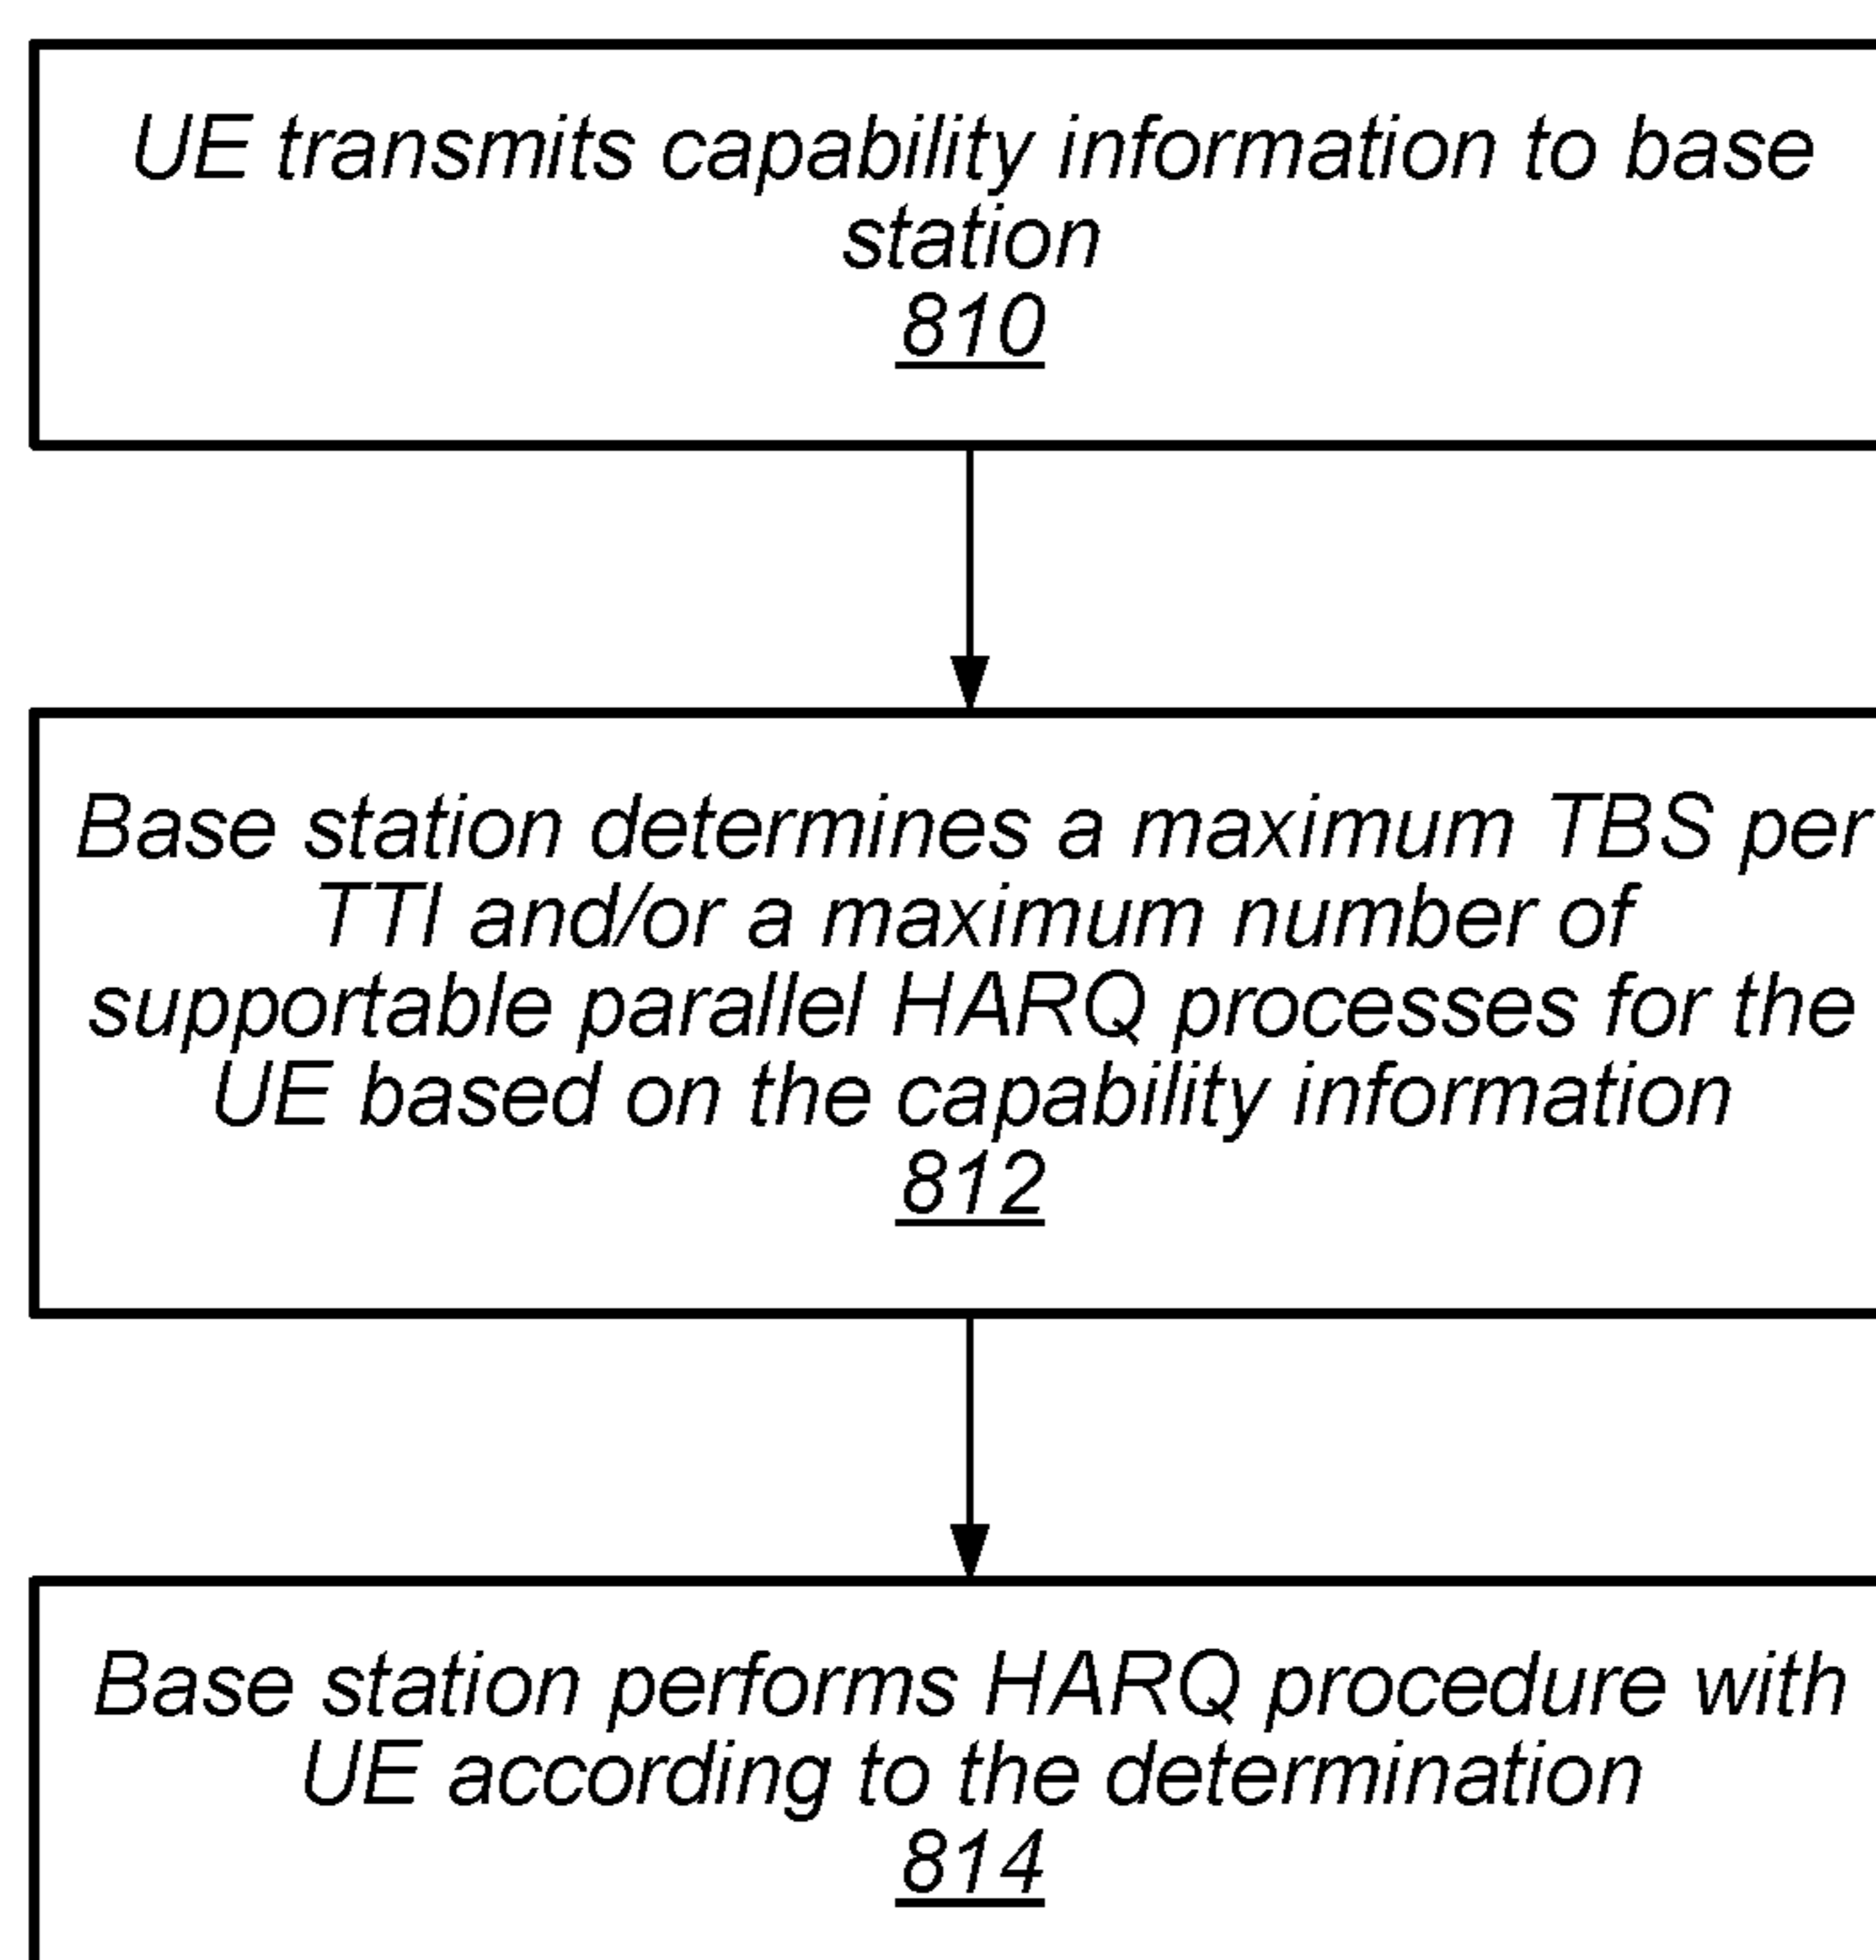 UE transmits capability information to base
station
810
Base station determines a maximum TBS per
TTI and/or a maximum number of
supportable parallel HARQ processes for the
UE based on the capability information
812
Base station performs HARQ procedure with
UE according to the determination
814